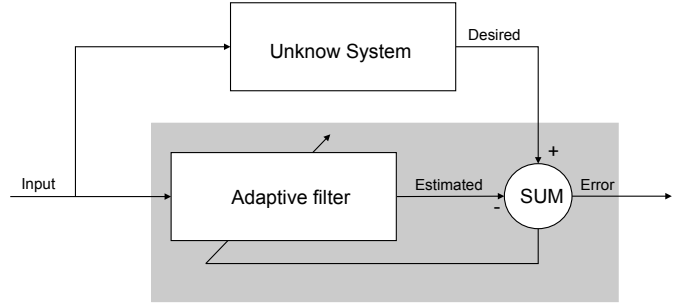 Unknow System
Desired
+
Input
Adaptive filter
Estimated
-
SUM
Error